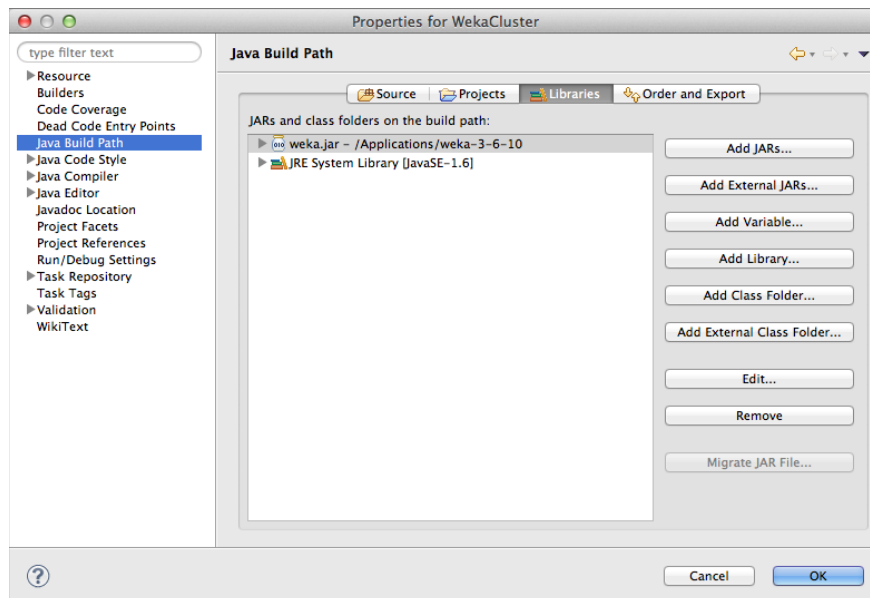 Properties for WekaCluster
type filter text
Resource
Builders
Code Coverage
Dead Code Entry Points
Java Build Path
Java Code Style
Java Compiler
Java Editor
Javadoc Location
Project Facets
Project References
Run/Debug Settings
Task Repository
Task Tags
Validation
WikiText
Java Build Path
Source
Projects
Libraries
Order and Export
JARs and class folders on the build path:
weka.jar - /Applications/weka-3-6-10
JRE System Library [JavaSE-1.6]
Add JARs...
Add External JARs...
Add Variable...
Add Library...
Add Class Folder...
Add External Class Folder...
Edit...
Remove
Migrate JAR File...
?
Cancel
OK